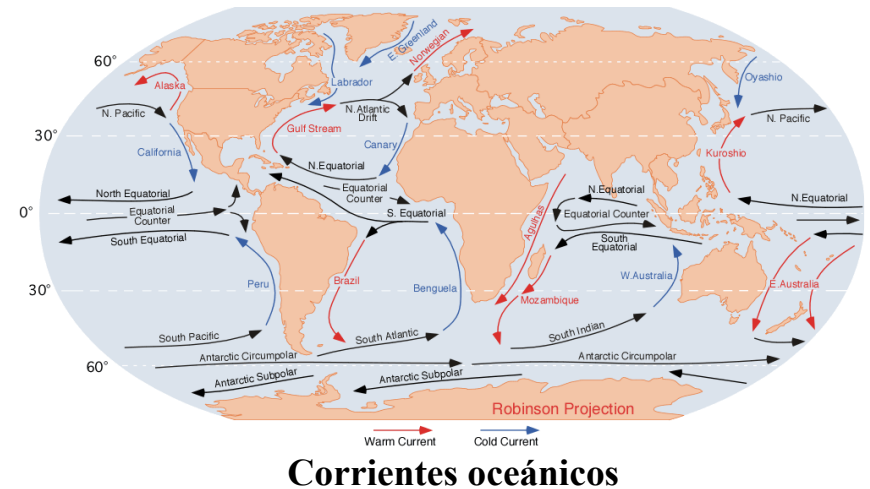 60°
30°
0°
30°
60°
E. Greenland
Norwegian
Labrador
Alaska
Oyashio
N. Pacific
N. Atlantic
Drift
N. Pacific
Gulf Stream
California
Canary
Kuroshio
N.Equatorial
North Equatorial
Equatorial
Counter
N.Equatorial
N.Equatorial
Equatorial
Counter
S. Equatorial
Equatorial Counter
Agulhas
South Equatorial
South
Equatorial
Peru
Brazil
Benguela
W.Australia
E.Australia
Mozambique
South Pacific
South Atlantic
South Indian
Antarctic Circumpolar
Antarctic Circumpolar
Antarctic Subpolar
Antarctic Subpolar
Robinson Projection
Warm Current
Cold Current
Corrientes oceánicos